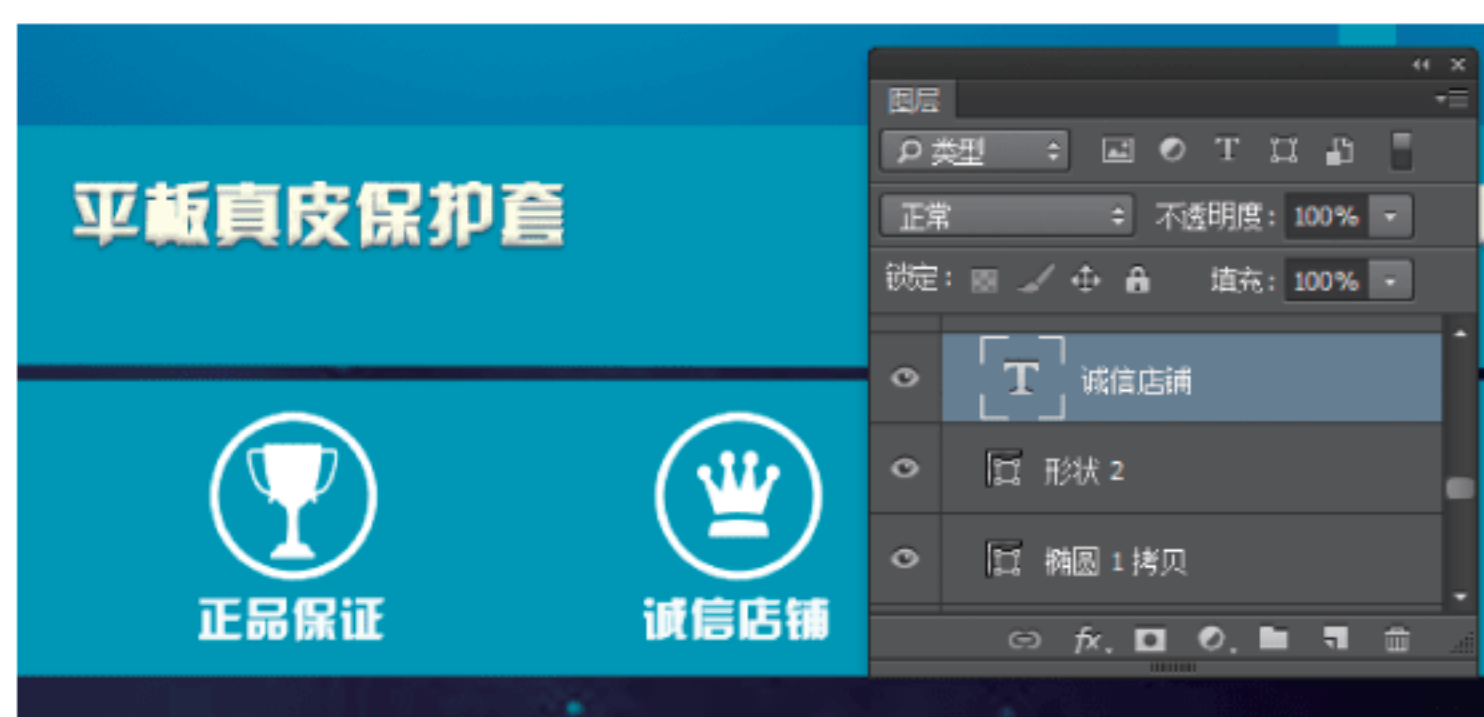 图层
类型
平板真皮保护套
正常 不透明度: 100%
锁定: 填充: 100%
T 诚信店铺
形状 2
椭圆 1 拷贝
正品保证 诚信店铺
fx.